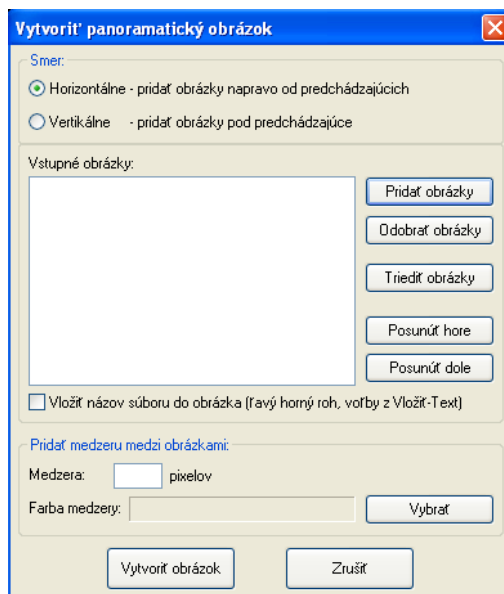 Vytvoriť panoramatický obrázok
Smer:
Horizontálne - pridať obrázky napravo od predchádzajúcich
Vertikálne - pridať obrázky pod predchádzajúce
Vstupné obrázky:
Pridať obrázky
Odobrať obrázky
Triediť obrázky
Posunúť hore
Posunúť dole
Vložiť názov súboru do obrázka (ľavý horný roh, voľby z Vložiť-Text)
Pridať medzeru medzi obrázkami:
Medzera: pixelov
Farba medzery: Vybrať
Vytvoriť obrázok Zrušiť